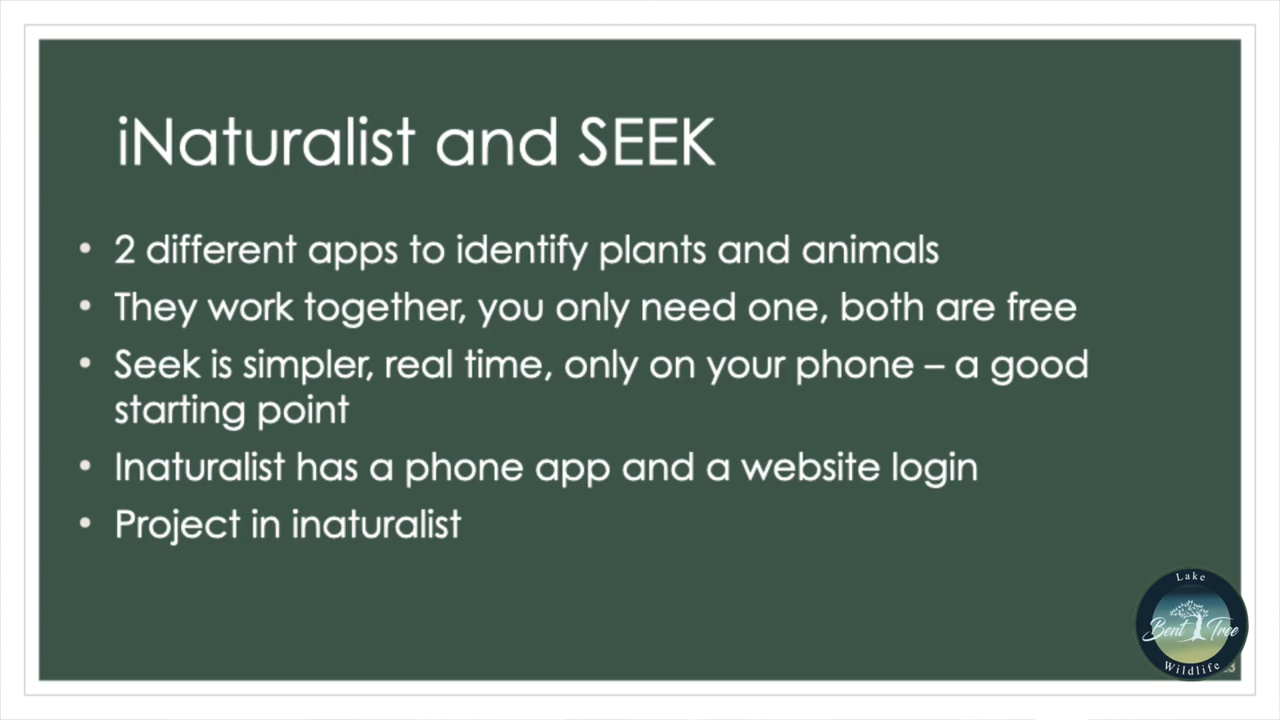 iNaturalist and SEEK
• 2 different apps to identify plants and animals
• They work together, you only need one, both are free
• Seek is simpler, real time, only on your phone – a good
starting point
• Inaturalist has a phone app and a website login
• Project in inaturalist
Lake
Bent Tree
Wildlife